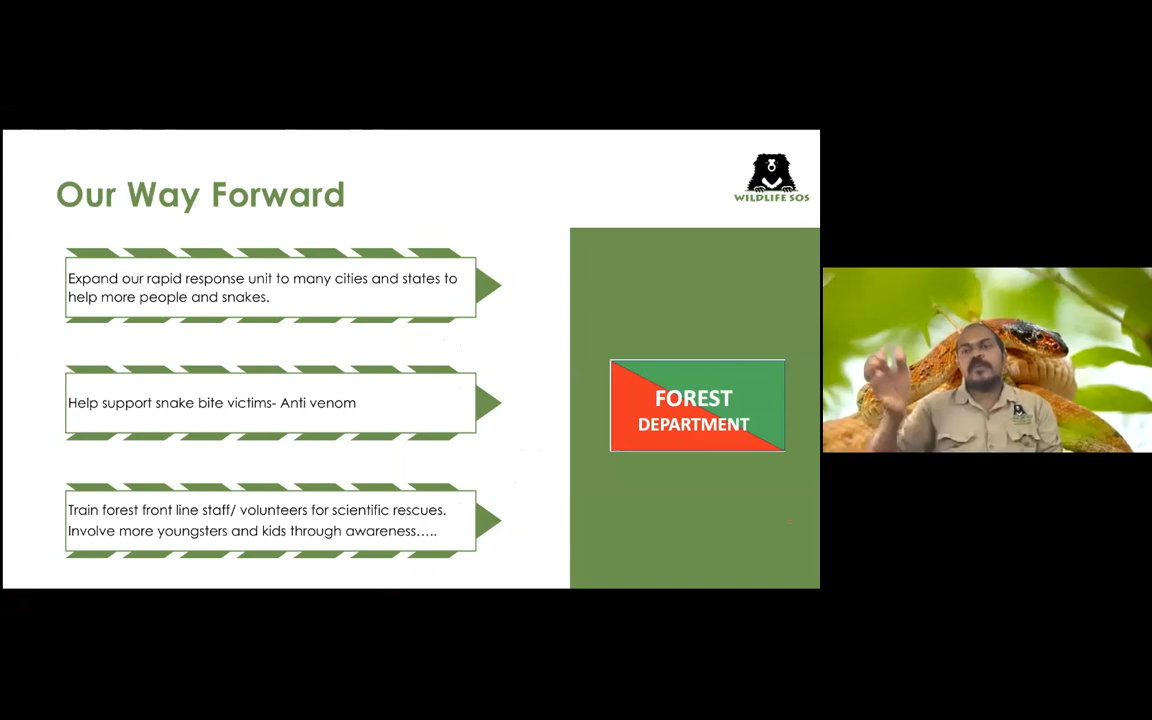 Our Way Forward
WILDLIFE SOS
Expand our rapid response unit to many cities and states to
help more people and snakes.
Help support snake bite victims- Anti venom
Train forest front line staff/ volunteers for scientific rescues.
Involve more youngsters and kids through awareness…..
FOREST
DEPARTMENT